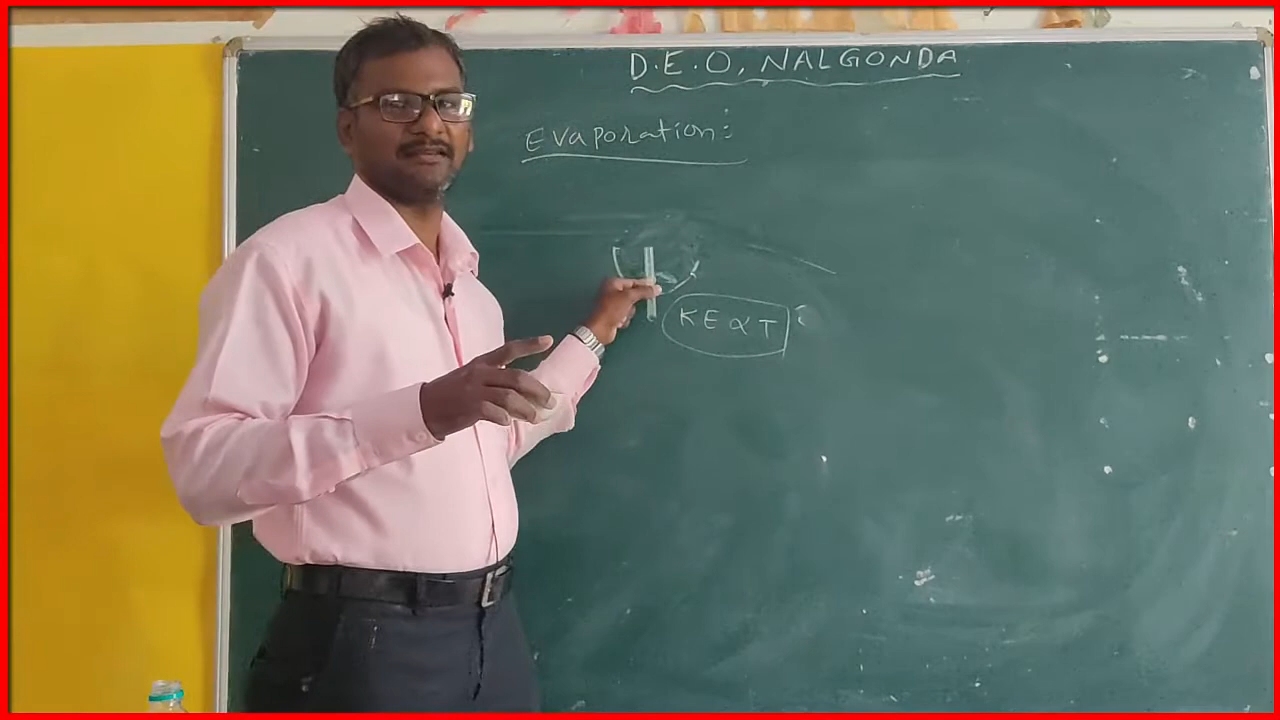 D.E.O, NALGONDA
Evaporation:
KE ∝ T